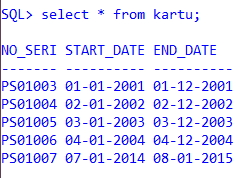 SQL> select * from kartu;
NO_SERI START_DATE END_DATE
------- ---------- ----------
PS01003 01-01-2001 01-12-2001
PS01004 02-01-2002 02-12-2002
PS01005 03-01-2003 03-12-2003
PS01006 04-01-2004 04-12-2004
PS01007 07-01-2014 08-01-2015